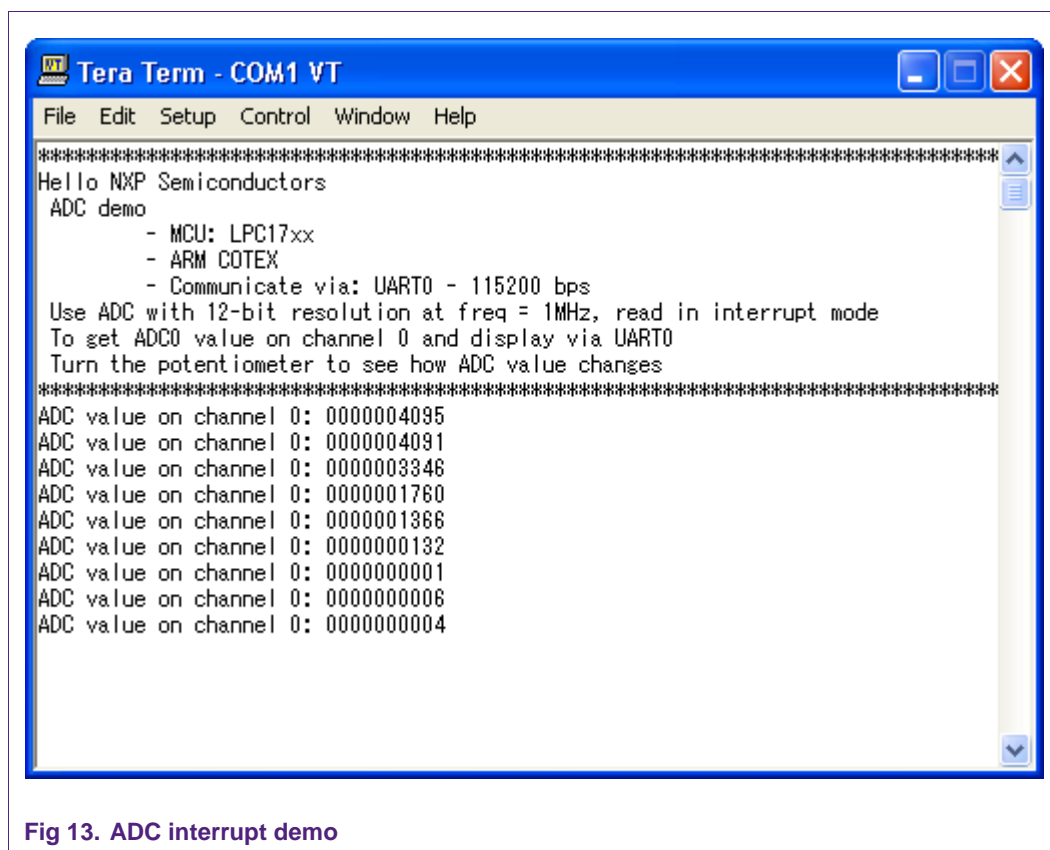 Tera Term - COM1 VT
File Edit Setup Control Window Help
********************************************************************************
Hello NXP Semiconductors
ADC demo
- MCU: LPC17xx
- ARM COTEX
- Communicate via: UART0 - 115200 bps
Use ADC with 12-bit resolution at freq = 1MHz, read in interrupt mode
To get ADC0 value on channel 0 and display via UART0
Turn the potentiometer to see how ADC value changes
********************************************************************************
ADC value on channel 0: 0000004095
ADC value on channel 0: 0000004091
ADC value on channel 0: 0000003346
ADC value on channel 0: 0000001760
ADC value on channel 0: 0000001366
ADC value on channel 0: 0000000132
ADC value on channel 0: 0000000001
ADC value on channel 0: 0000000006
ADC value on channel 0: 0000000004
Fig 13. ADC interrupt demo